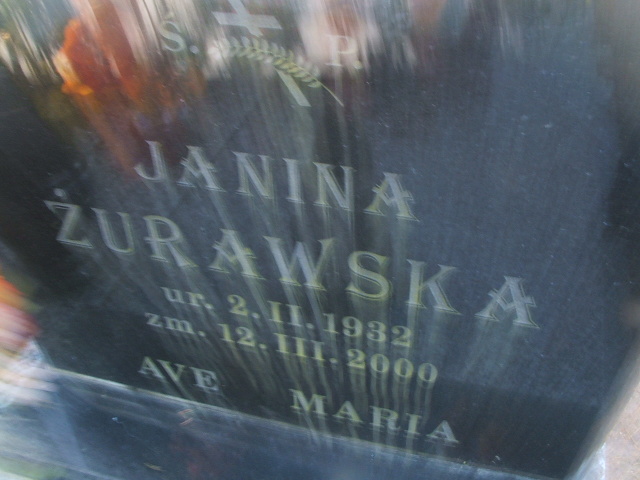 Ś. P.
JANINA
ŻURAWSKA
ur. 2.II.1932
zm. 12.III.2000
AVE MARIA